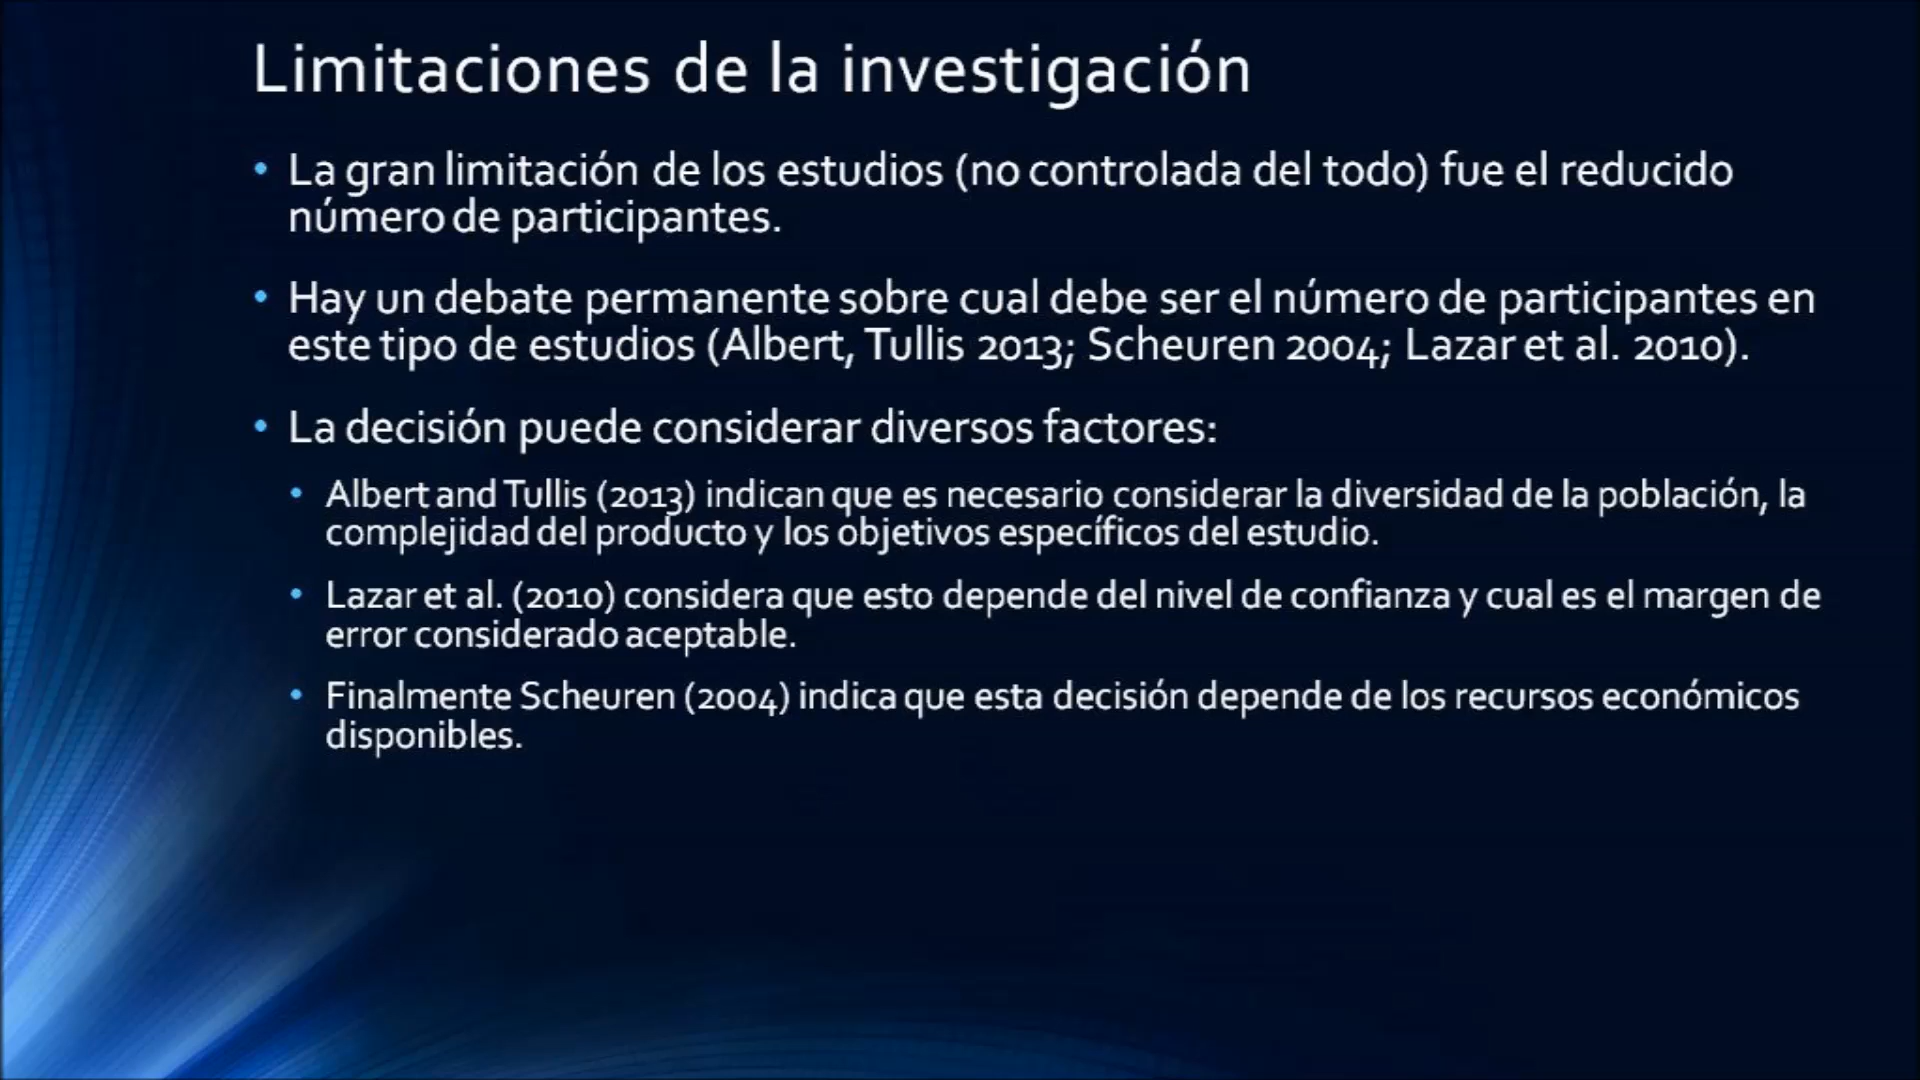 Limitaciones de la investigación
• La gran limitación de los estudios (no controlada del todo) fue el reducido
número de participantes.
• Hay un debate permanente sobre cual debe ser el número de participantes en
este tipo de estudios (Albert, Tullis 2013; Scheuren 2004; Lazar et al. 2010).
• La decisión puede considerar diversos factores:
• Albert and Tullis (2013) indican que es necesario considerar la diversidad de la población, la
complejidad del producto y los objetivos específicos del estudio.
• Lazar et al. (2010) considera que esto depende del nivel de confianza y cual es el margen de
error considerado aceptable.
• Finalmente Scheuren (2004) indica que esta decisión depende de los recursos económicos
disponibles.